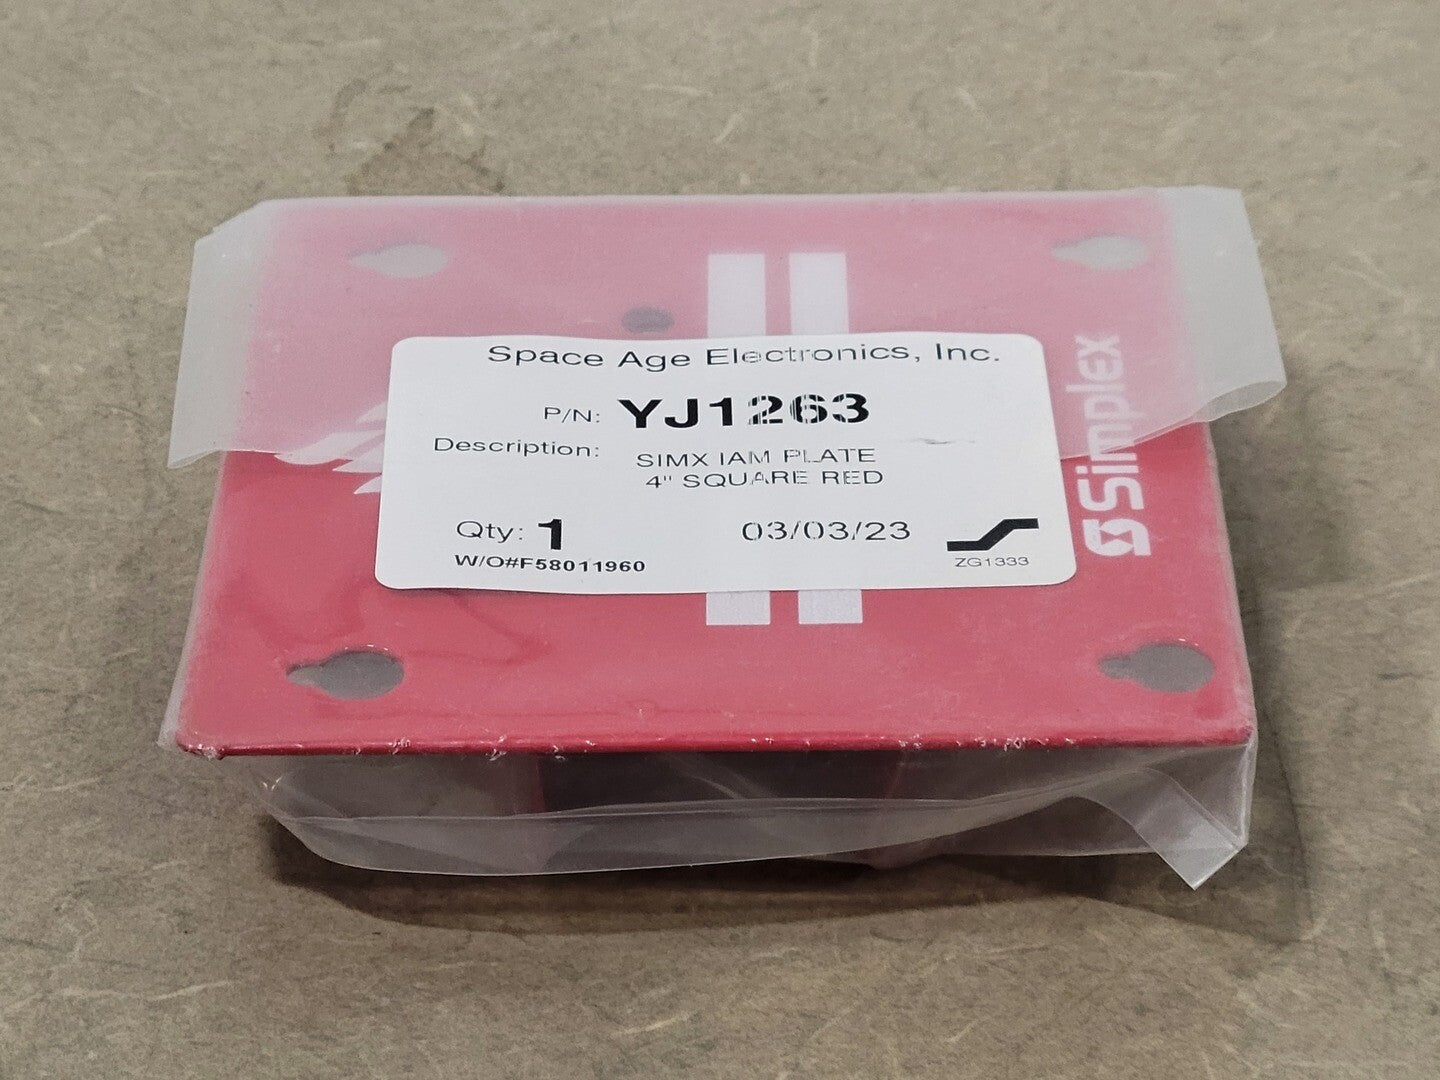 Space Age Electronics, Inc.
P/N: YJ1263
Description: SIMX IAM PLATE
4" SQUARE RED
Qty: 1 03/03/23
W/O#F58011960 ZG1333
Simplex